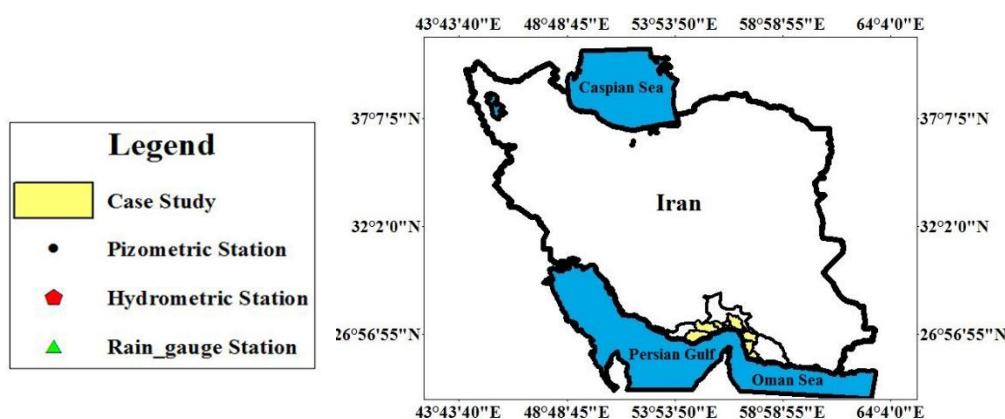 43°43'40"E 48°48'45"E 53°53'50"E 58°58'55"E 64°4'0"E
Caspian Sea
37°7'5"N 37°7'5"N
Legend
Case Study
Iran
32°2'0"N 32°2'0"N
Pizometric Station
Hydrometric Station
26°56'55"N 26°56'55"N
Rain_gauge Station
Persian Gulf
Oman Sea
43°43'40"E 48°48'45"E 53°53'50"E 58°58'55"E 64°4'0"E